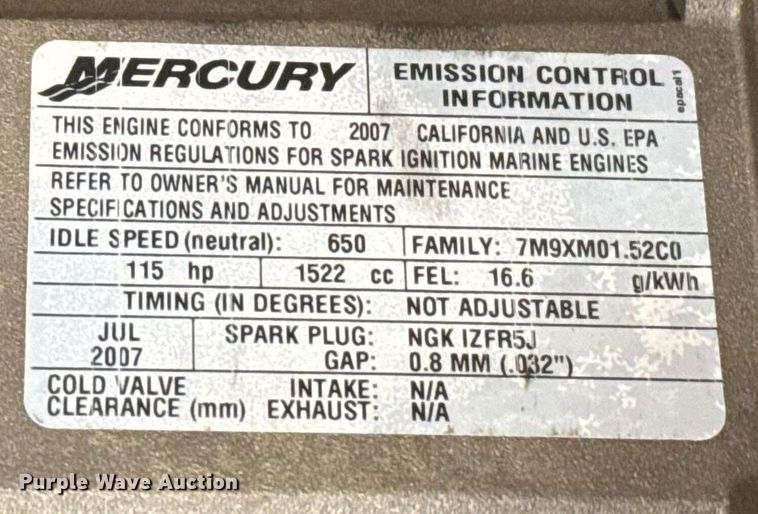 MERCURY
EMISSION CONTROL
INFORMATION
epacal1
THIS ENGINE CONFORMS TO 2007 CALIFORNIA AND U.S. EPA
EMISSION REGULATIONS FOR SPARK IGNITION MARINE ENGINES
REFER TO OWNER'S MANUAL FOR MAINTENANCE
SPECIFICATIONS AND ADJUSTMENTS
IDLE SPEED (neutral): 650 FAMILY: 7M9XM01.52C0
115 hp 1522 cc FEL: 16.6 g/kWh
TIMING (IN DEGREES): NOT ADJUSTABLE
JUL SPARK PLUG: NGK IZFR5J
2007 GAP: 0.8 MM (.032")
COLD VALVE INTAKE: N/A
CLEARANCE (mm) EXHAUST: N/A
Purple Wave Auction